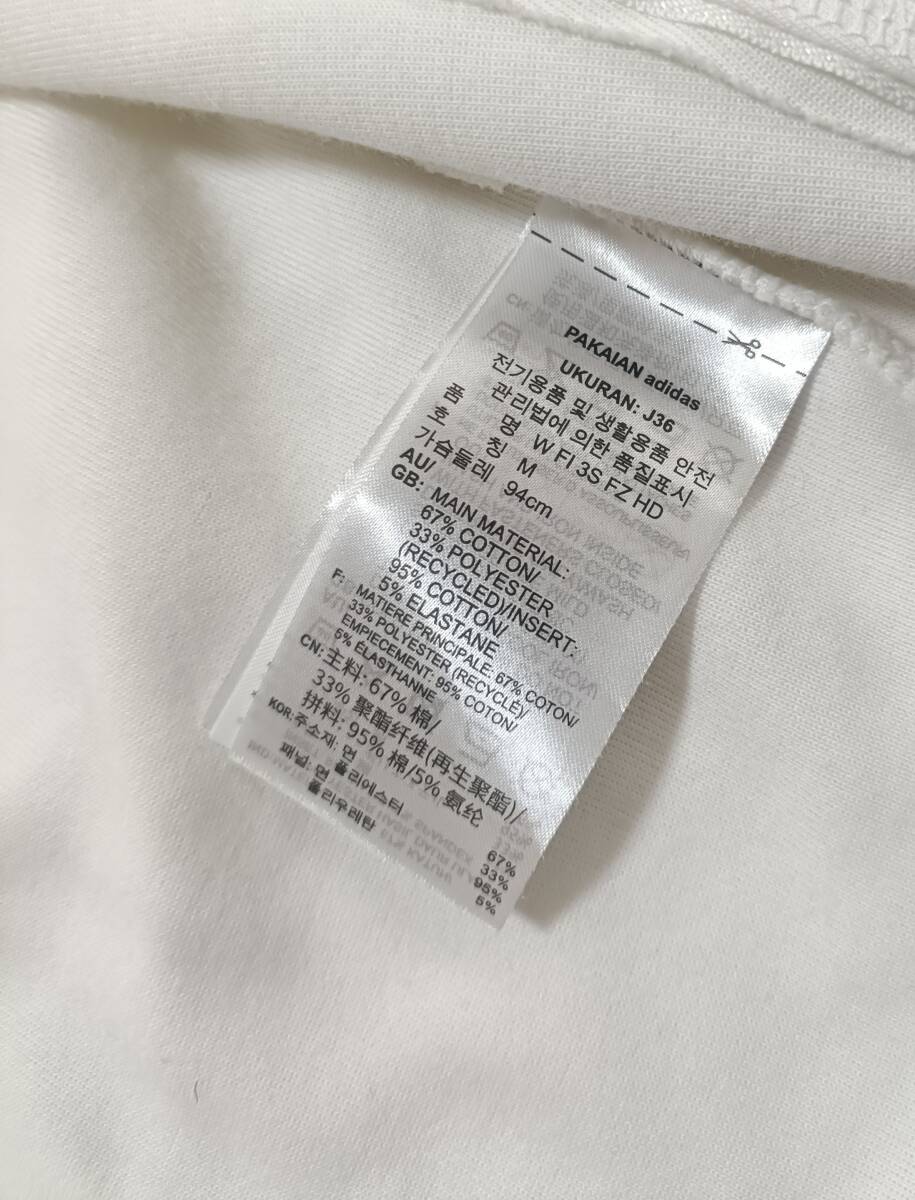 PAKAIAN adidas
UKURAN: J36
전기용품 및 생활용품 안전
관리법에 의한 품질표시
품 명 W FI 3S FZ HD
호 칭 M
가슴둘레 94cm
AU/
GB: MAIN MATERIAL:
67% COTTON/
33% POLYESTER
(RECYCLED)/INSERT:
95% COTTON/
5% ELASTANE
F: MATIERE PRINCIPALE: 67% COTON/
33% POLYESTER (RECYCLÉ)/
EMPIECEMENT: 95% COTON/
5% ÉLASTHANNE
CN: 主料: 67% 棉/
33% 聚酯纤维(再生聚酯)/
拼料: 95% 棉/5% 氨纶
KOR: 주소재: 면 67%
폴리에스터 33%
패널: 면 95%
폴리우레탄 5%